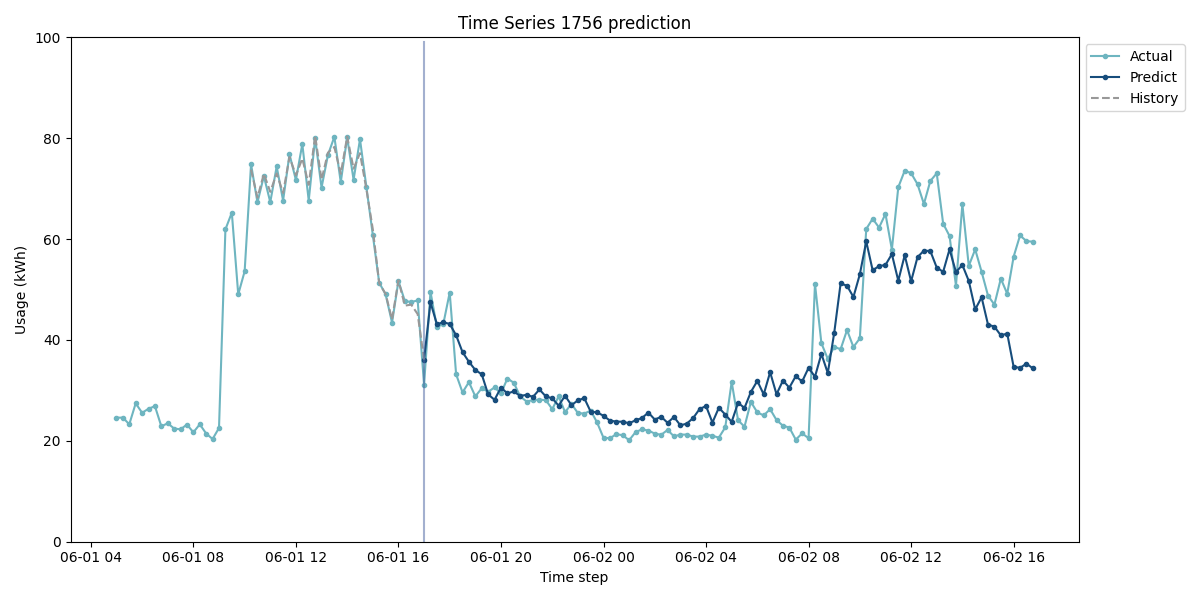 Time Series 1756 prediction
100
80
60
40
20
0
Usage (kWh)
06-01 04
06-01 08
06-01 12
06-01 16
06-01 20
06-02 00
06-02 04
06-02 08
06-02 12
06-02 16
Time step
Actual
Predict
History